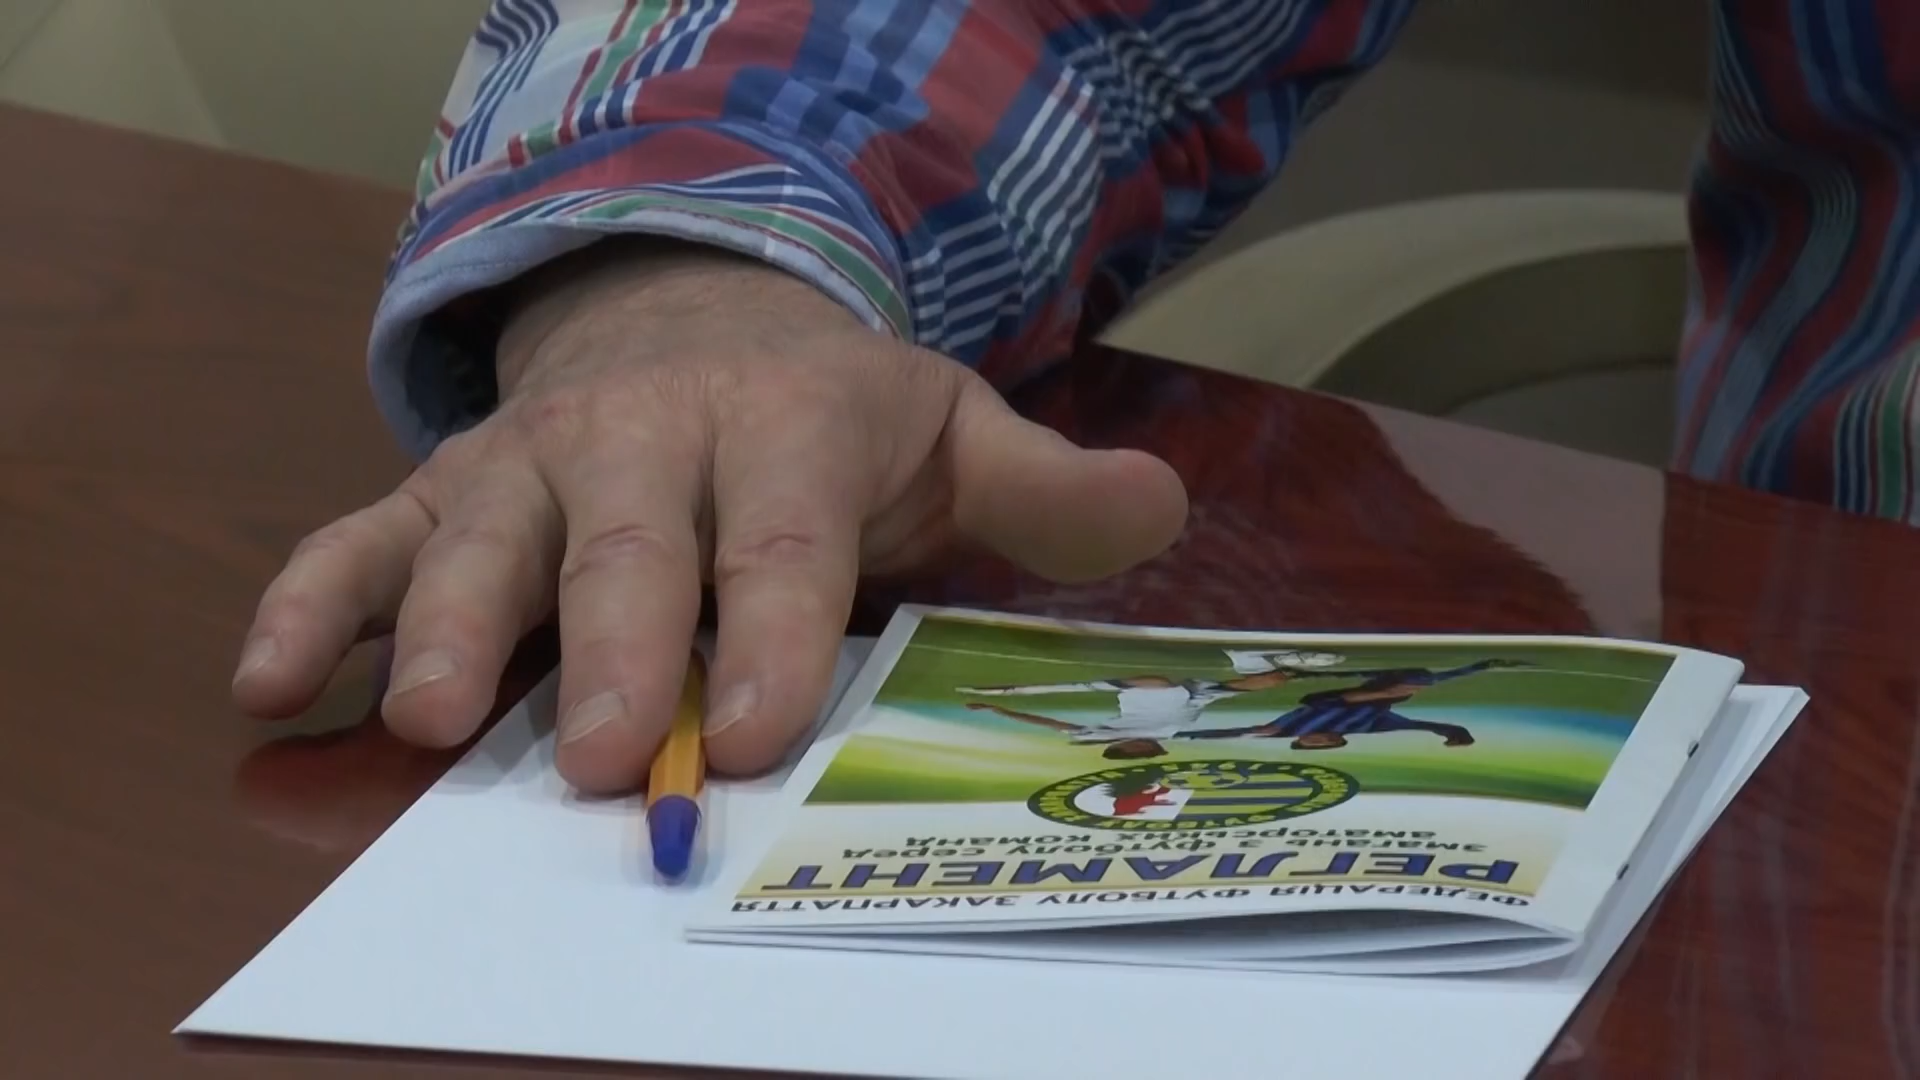 ФЕДЕРАЦІЯ ФУТБОЛУ ЗАКАРПАТТЯ
РЕГЛАМЕНТ
змагань з футболу серед
аматорських команд